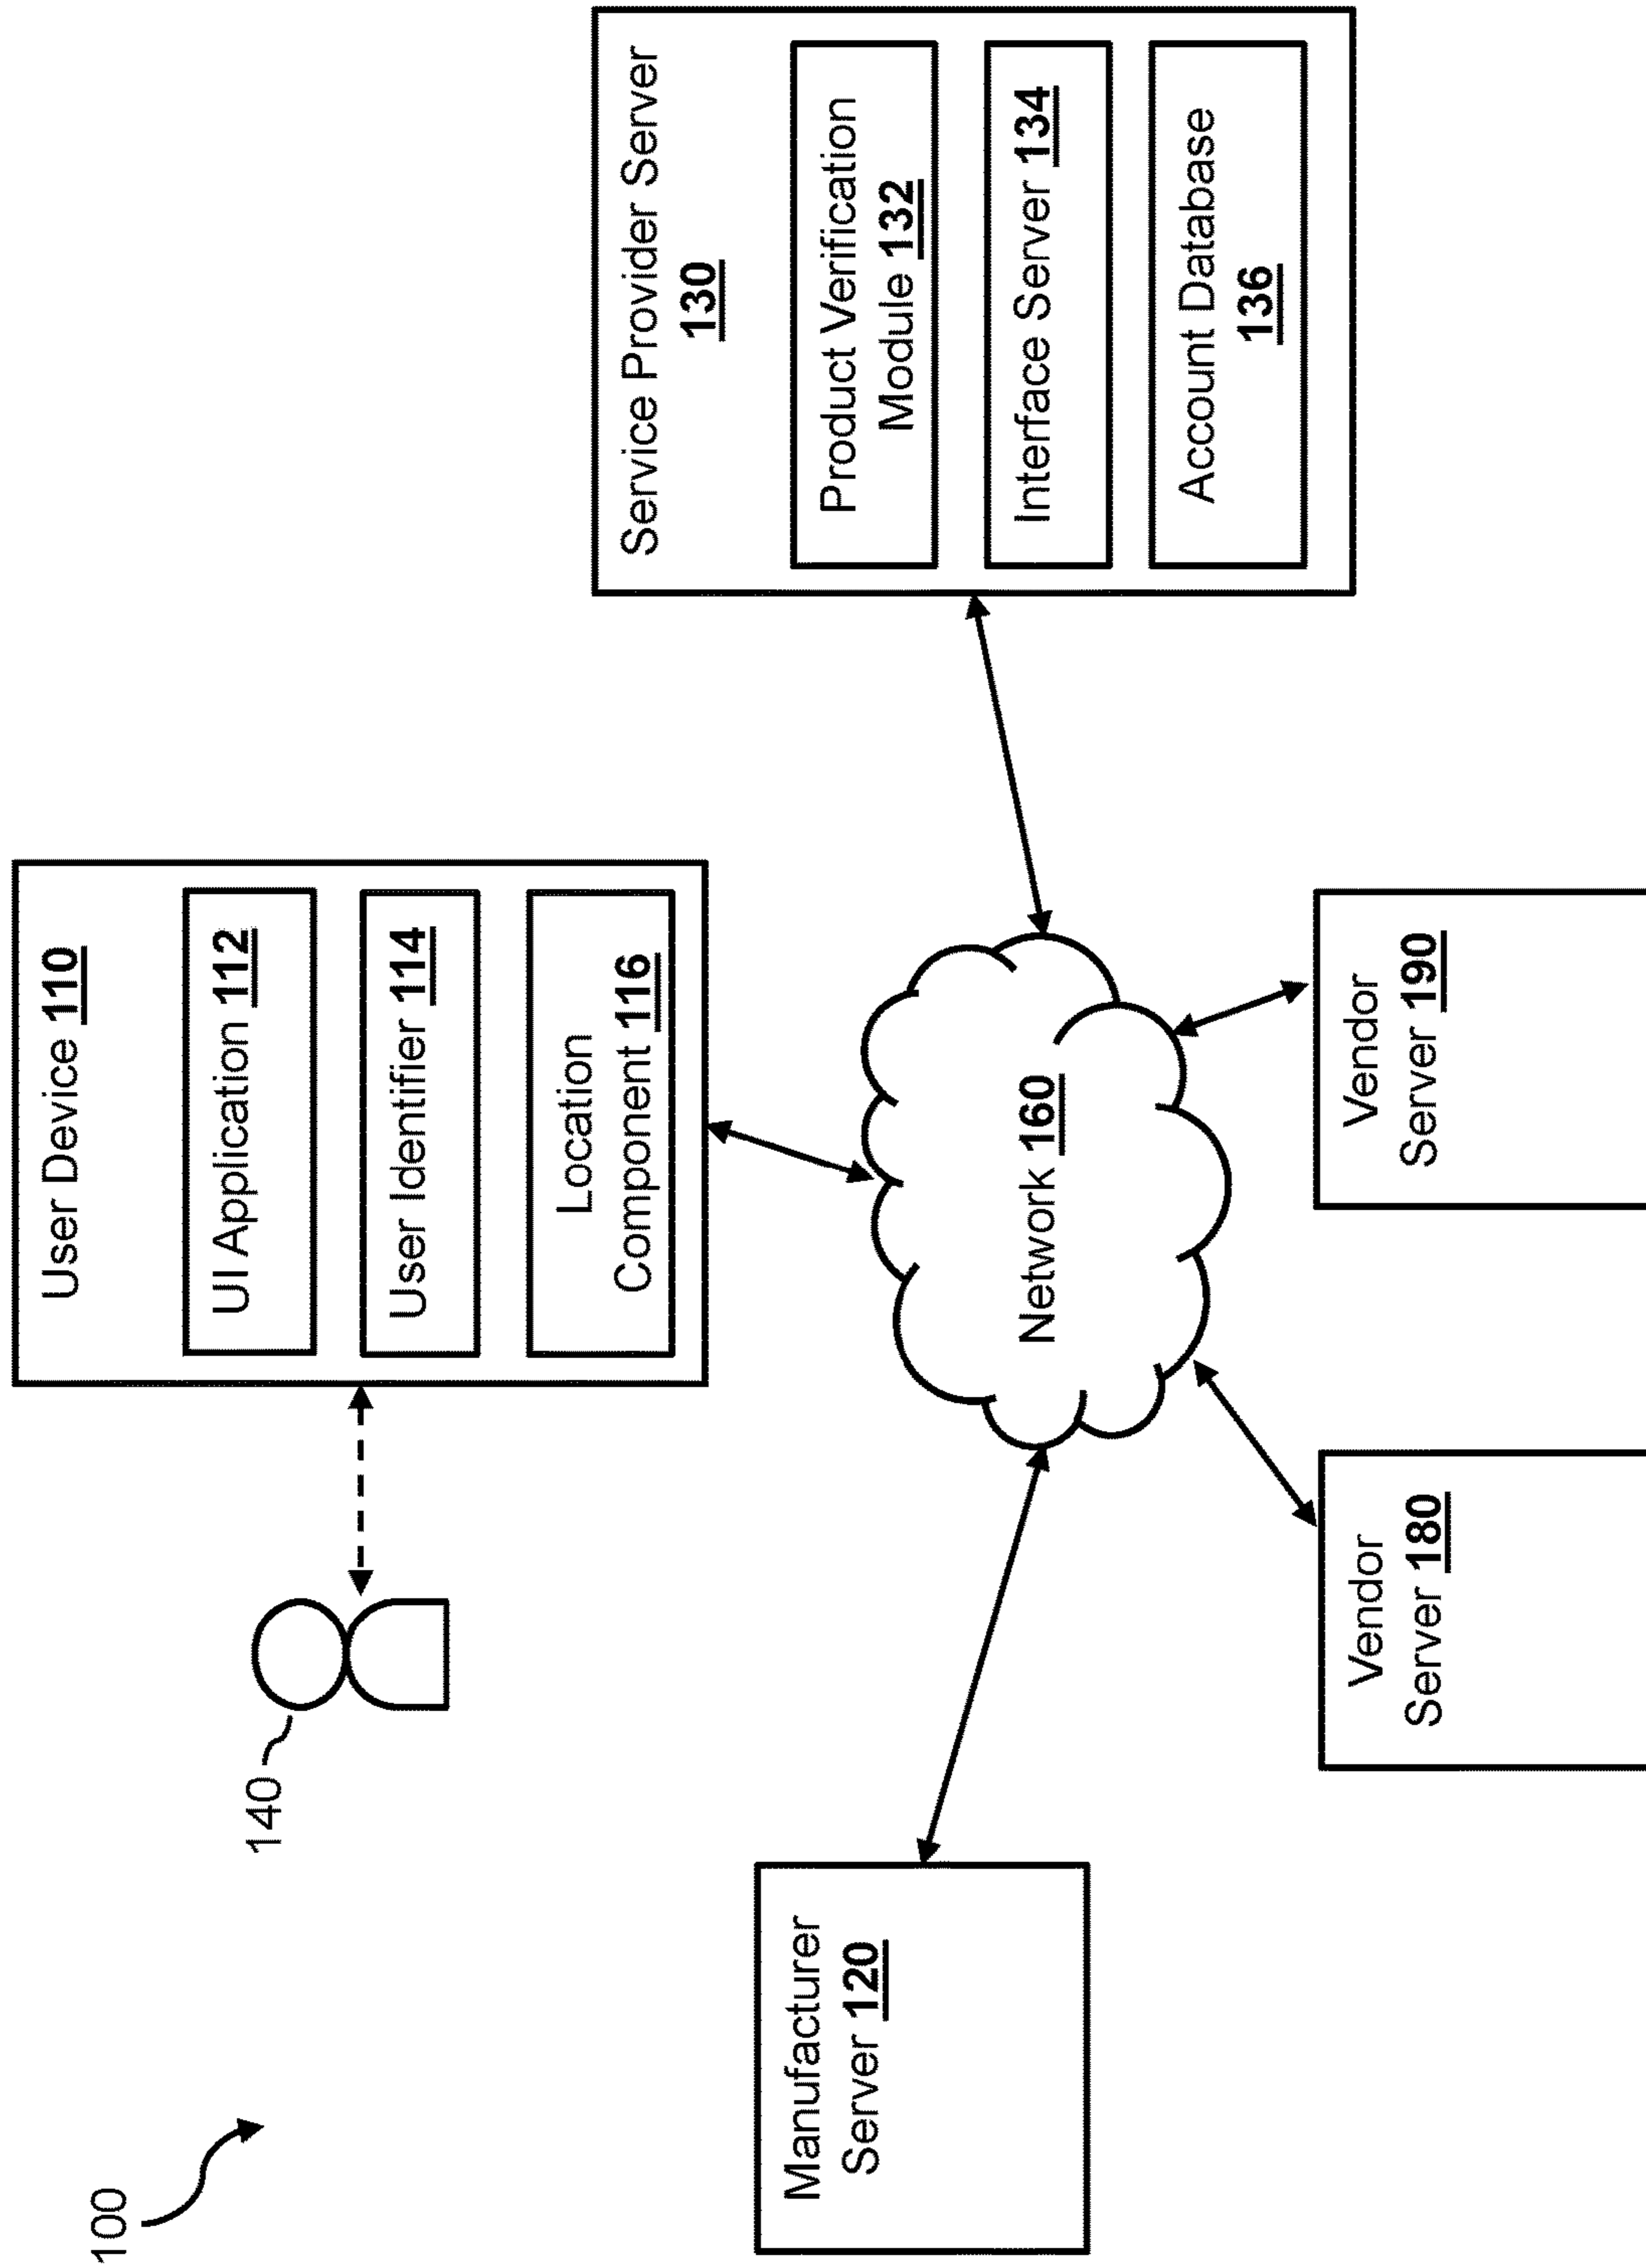 100
140
User Device 110
UI Application 112
User Identifier 114
Location
Component 116
Manufacturer
Server 120
Network 160
Service Provider Server
130
Product Verification
Module 132
Interface Server 134
Account Database
136
Vendor
Server 180
Vendor
Server 190